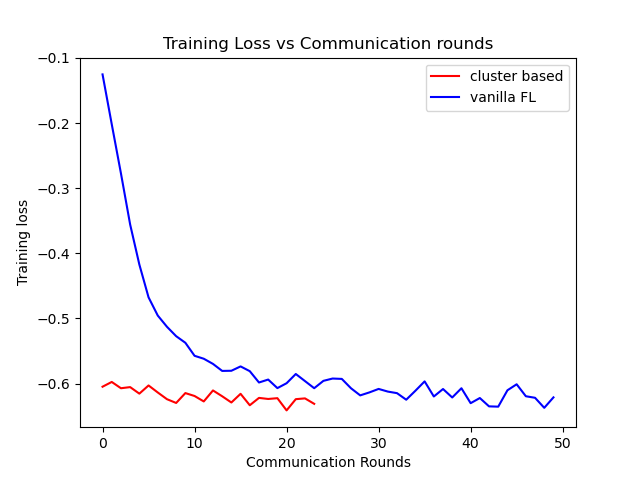 Training Loss vs Communication rounds
cluster based
vanilla FL
−0.1
−0.2
−0.3
−0.4
−0.5
−0.6
Training loss
0 10 20 30 40 50
Communication Rounds